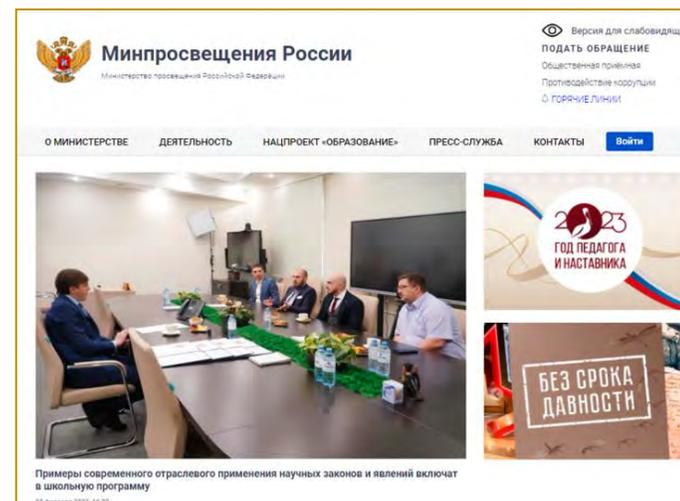 Версия для слабовидящ
ПОДАТЬ ОБРАЩЕНИЕ
Общественная приёмная
Противодействие коррупции
ГОРЯЧИЕ ЛИНИИ
Минпросвещения России
Министерство просвещения Российской Федерации
О МИНИСТЕРСТВЕ ДЕЯТЕЛЬНОСТЬ НАЦПРОЕКТ «ОБРАЗОВАНИЕ» ПРЕСС-СЛУЖБА КОНТАКТЫ Войти
2023
ГОД ПЕДАГОГА
И НАСТАВНИКА
БЕЗ СРОКА
ДАВНОСТИ
Примеры современного отраслевого применения научных законов и явлений включат
в школьную программу